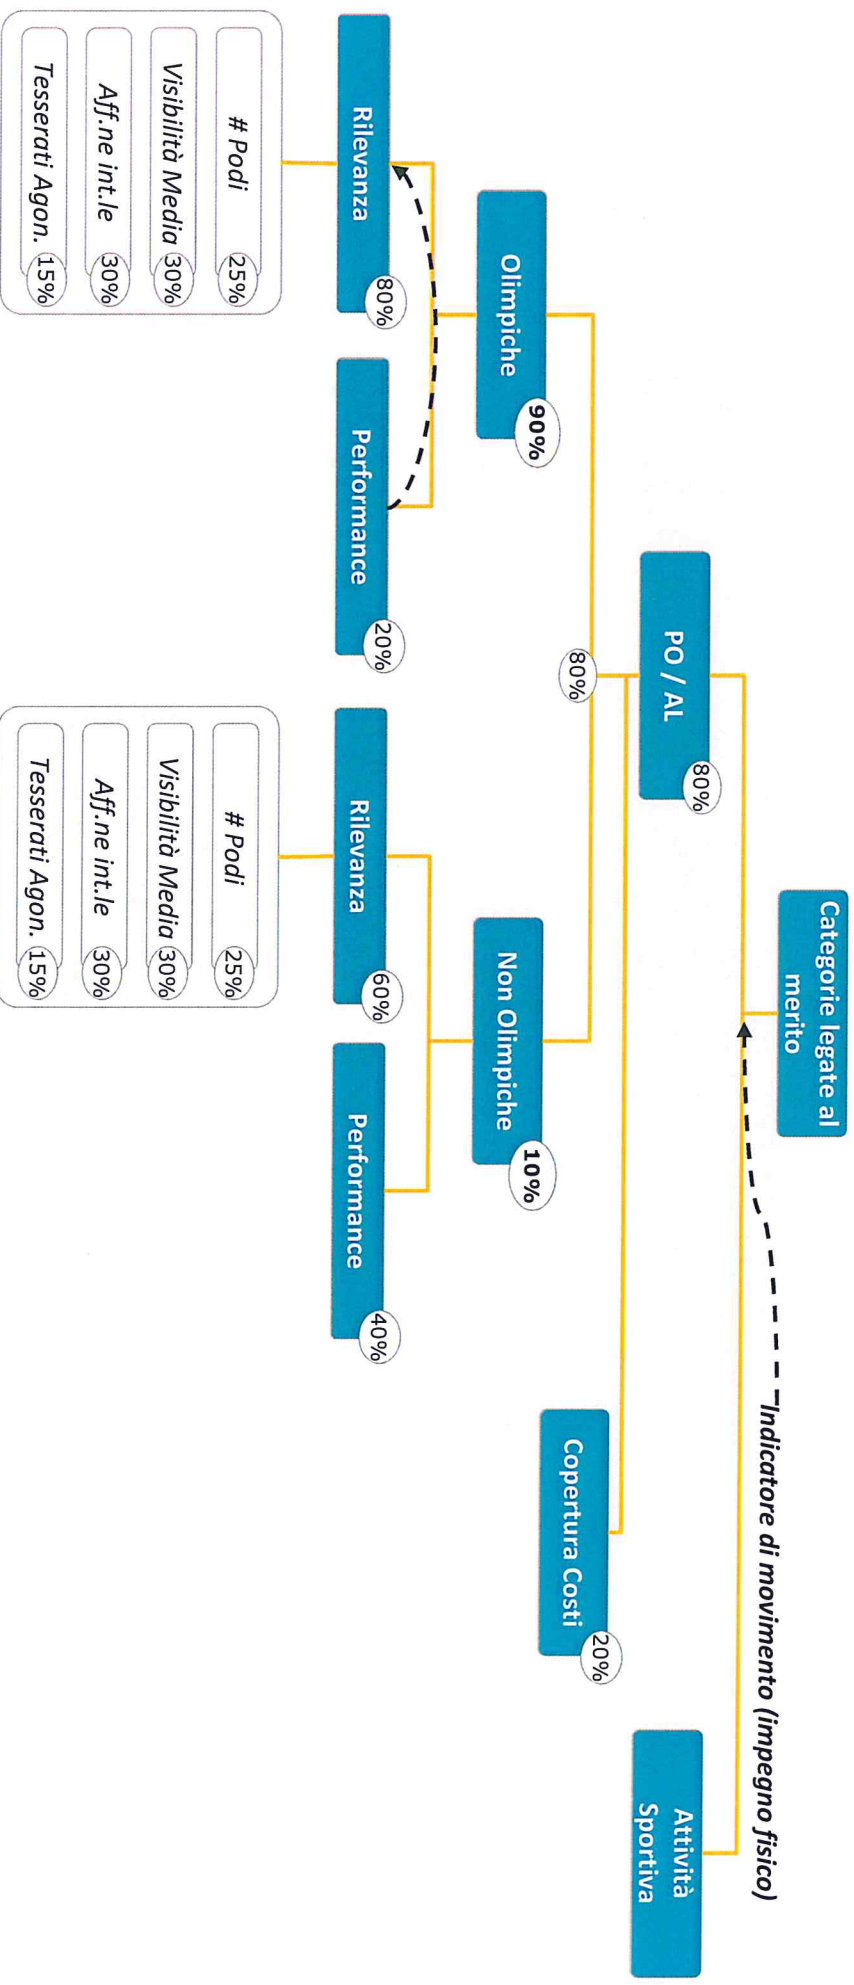 Categorie legate al
merito
Indicatore di movimento (impegno fisico)
PO / AL
80%
Attività
Sportiva
80%
Copertura Costi
20%
Olimpiche
90%
Non Olimpiche
10%
Rilevanza
80%
Performance
20%
Rilevanza
60%
Performance
40%
# Podi
25%
Visibilità Media
30%
Aff.ne int.le
30%
Tesserati Agon.
15%
# Podi
25%
Visibilità Media
30%
Aff.ne int.le
30%
Tesserati Agon.
15%